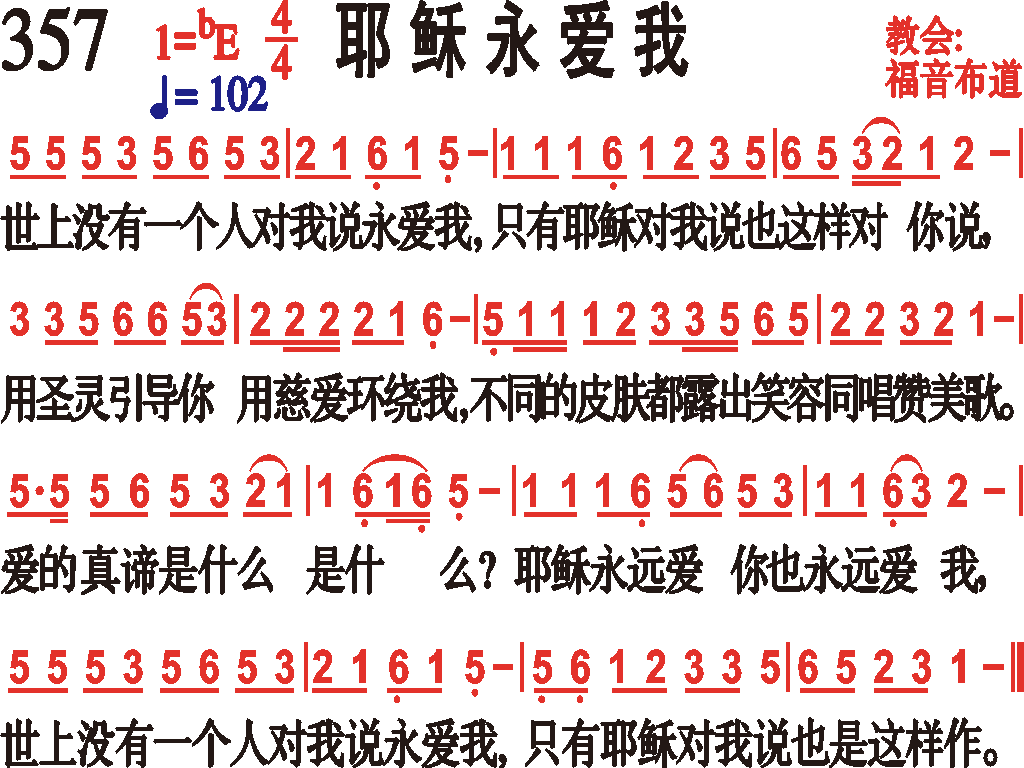 357 1=bE 4/4 耶稣永爱我 教会:
♩= 102 福音布道
5 5 5 3 5 6 5 3|2 1 6̣ 1 5̣ -|1 1 1 6̣ 1 2 3 5|6 5 32 1 2 -|
世上没有一个人对我说永爱我,只有耶稣对我说也这样对 你说,
3 3 5 6 6 53|2 2 2 2 1 6̣ -|5̣ 1 1 1 2 3 3 5 6 5|2 2 3 2 1 -|
用圣灵引导你 用慈爱环绕我,不同的皮肤都露出笑容同唱赞美歌。
5·5 5 6 5 3 21|1 6̣16̣ 5̣ -|1 1 1 6̣ 5 6 5 3|1 1 6̣3 2 -|
爱的真谛是什么 是什 么? 耶稣永远爱 你也永远爱 我,
5 5 5 3 5 6 5 3|2 1 6̣ 1 5̣ -|5̣ 6̣ 1 2 3 3 5|6 5 2 3 1 -‖
世上没有一个人对我说永爱我, 只有耶稣对我说也是这样作。